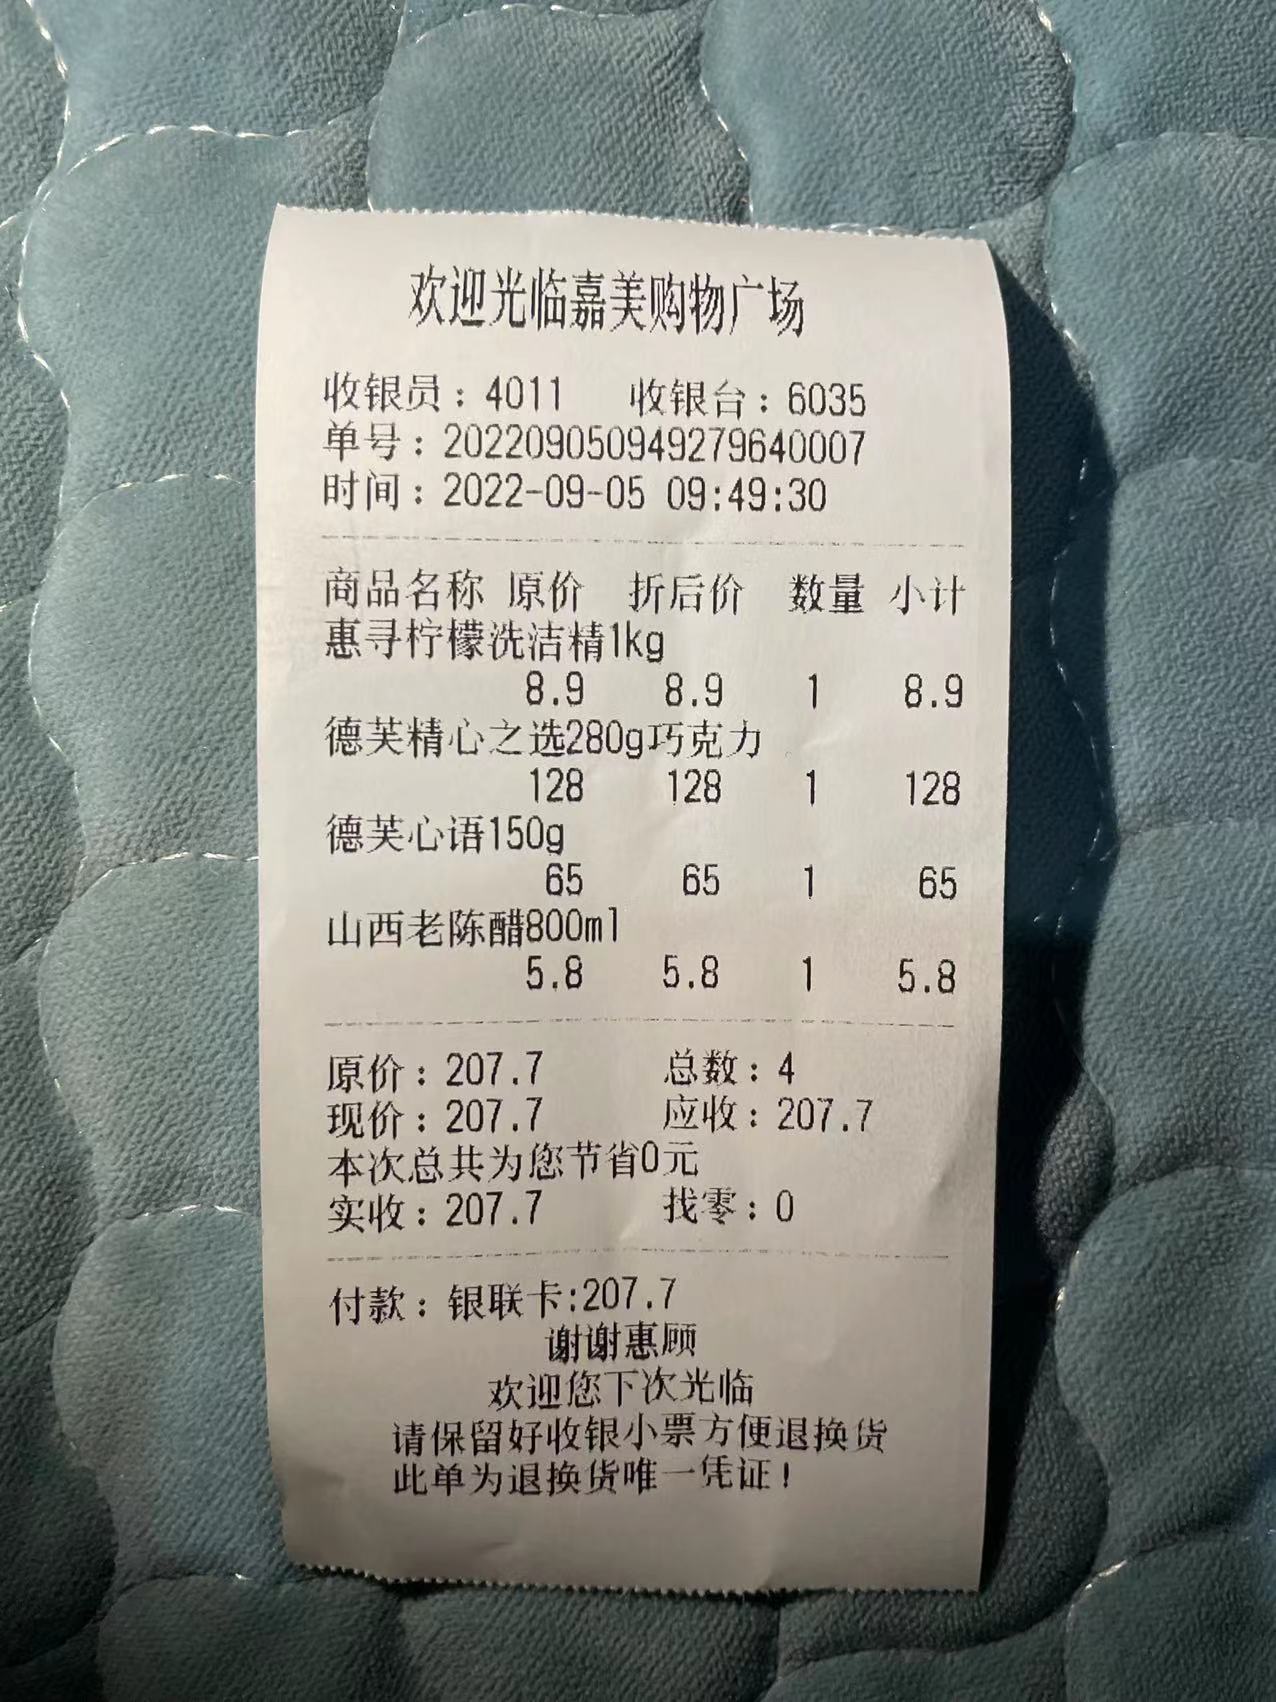 欢迎光临嘉美购物广场
收银员：4011 收银台：6035
单号：202209050949279640007
时间：2022-09-05 09:49:30
商品名称 原价 折后价 数量 小计
惠寻柠檬洗洁精1kg
8.9 8.9 1 8.9
德芙精心之选280g巧克力
128 128 1 128
德芙心语150g
65 65 1 65
山西老陈醋800ml
5.8 5.8 1 5.8
原价：207.7 总数：4
现价：207.7 应收：207.7
本次总共为您节省0元
实收：207.7 找零：0
付款：银联卡:207.7
谢谢惠顾
欢迎您下次光临
请保留好收银小票方便退换货
此单为退换货唯一凭证！